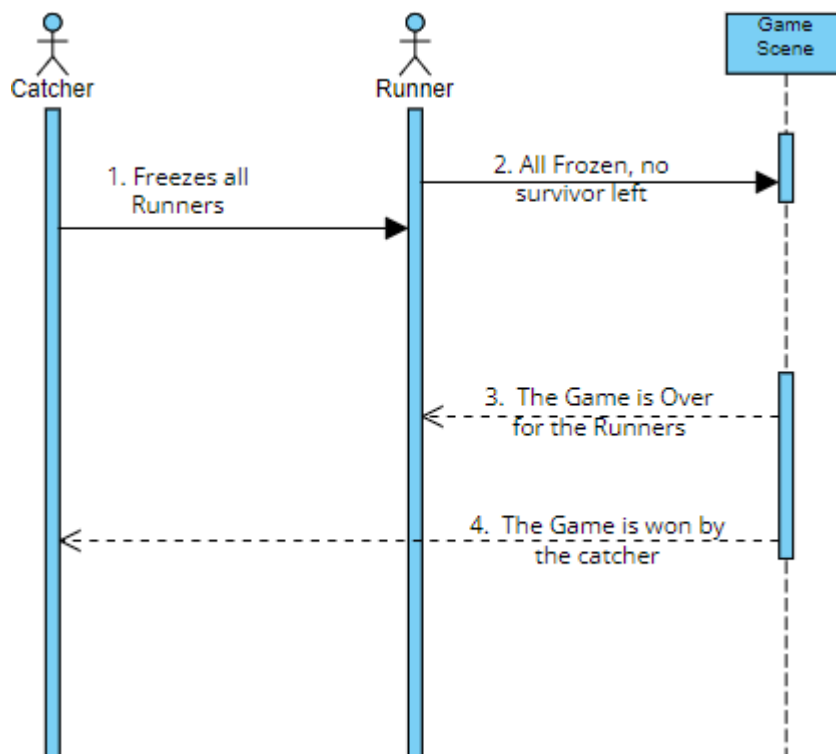 Catcher
Runner
Game
Scene
1. Freezes all
Runners
2. All Frozen, no
survivor left
3. The Game is Over
for the Runners
4. The Game is won by
the catcher